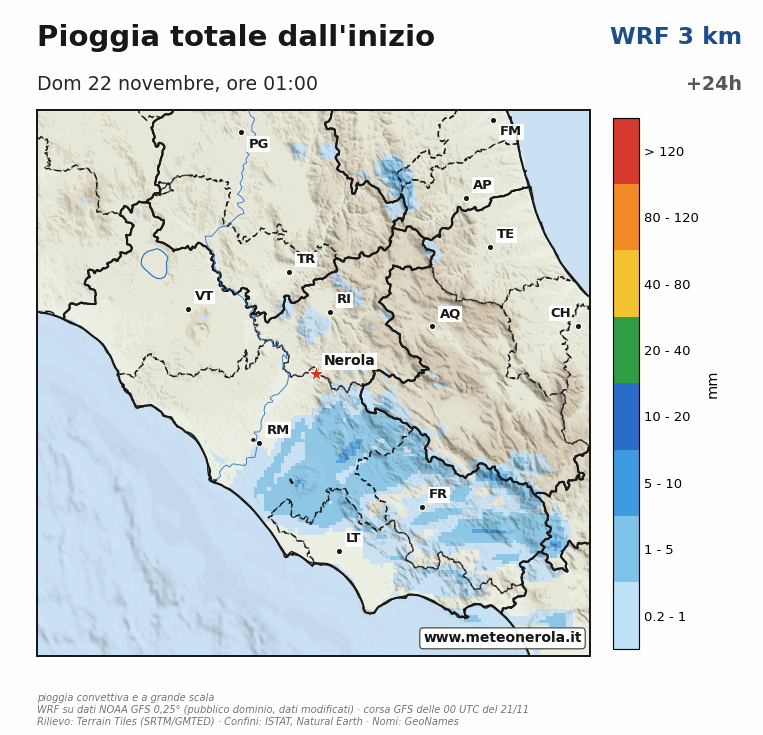 Pioggia totale dall'inizio
WRF 3 km
Dom 22 novembre, ore 01:00
+24h
FM
PG
AP
TE
TR
VT
RI
AQ
CH
Nerola
RM
FR
LT
www.meteonerola.it
> 120
80 - 120
40 - 80
20 - 40
10 - 20
5 - 10
1 - 5
0.2 - 1
mm
pioggia convettiva e a grande scala
WRF su dati NOAA GFS 0,25° (pubblico dominio, dati modificati) · corsa GFS delle 00 UTC del 21/11
Rilievo: Terrain Tiles (SRTM/GMTED) · Confini: ISTAT, Natural Earth · Nomi: GeoNames